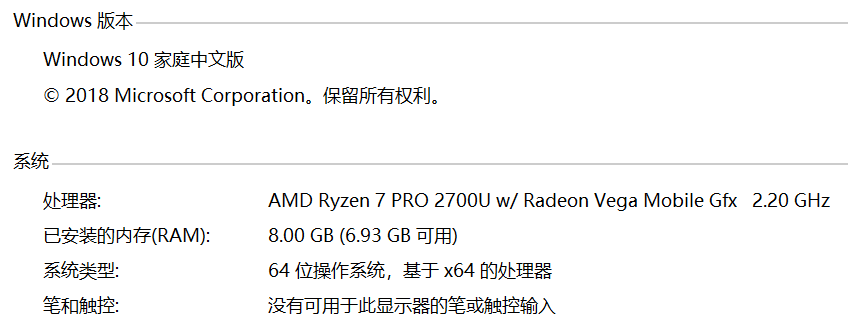 Windows 版本
Windows 10 家庭中文版
© 2018 Microsoft Corporation。保留所有权利。
系统
处理器: AMD Ryzen 7 PRO 2700U w/ Radeon Vega Mobile Gfx 2.20 GHz
已安装的内存(RAM): 8.00 GB (6.93 GB 可用)
系统类型: 64 位操作系统，基于 x64 的处理器
笔和触控: 没有可用于此显示器的笔或触控输入